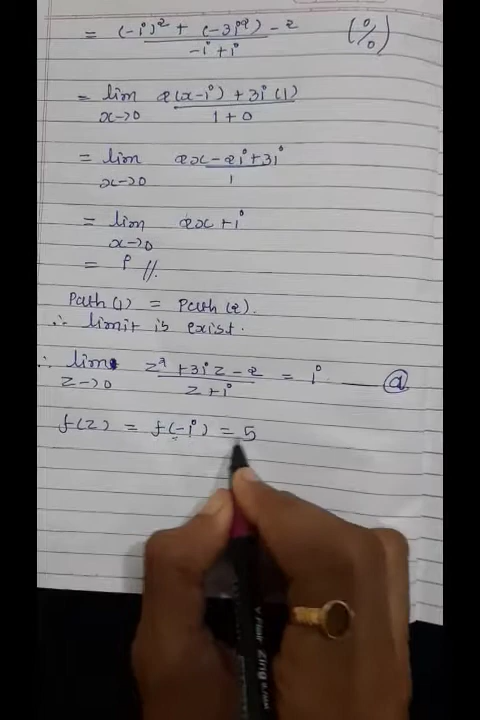 = (-i)² + (-3i²) - 2 / -i + i (0/0)
= lim x→0 2(x-i) + 3i(1) / 1 + 0
= lim x→0 2x - 2i + 3i / 1
= lim x→0 2x + i
= i //.
Path (1) = Path (2).
∴ limit is exist.
∴ lim z→0 z² + 3iz - 2 / z + i = i — a
f(z) = f(-i) = 5